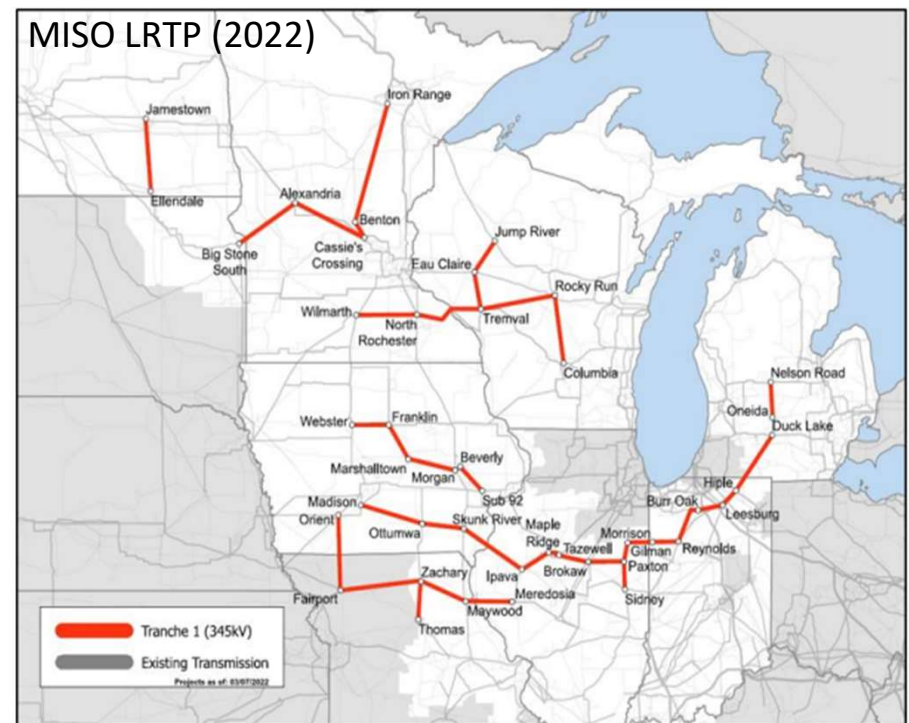 MISO LRTP (2022)
Iron Range
Jamestown
Ellendale
Alexandria
Benton
Big Stone
South
Cassie's
Crossing
Jump River
Eau Claire
Rocky Run
Wilmarth
North
Rochester
Tremval
Columbia
Nelson Road
Oneida
Duck Lake
Webster
Franklin
Marshalltown
Beverly
Morgan
Sub 92
Hiple
Burr Oak
Leesburg
Madison
Orient
Ottumwa
Skunk River
Maple
Ridge
Tazewell
Morrison
Gilman
Reynolds
Ipava
Brokaw
Paxton
Sidney
Zachary
Fairport
Meredosia
Maywood
Thomas
Tranche 1 (345kV)
Existing Transmission
Projects as of: 03/07/2022